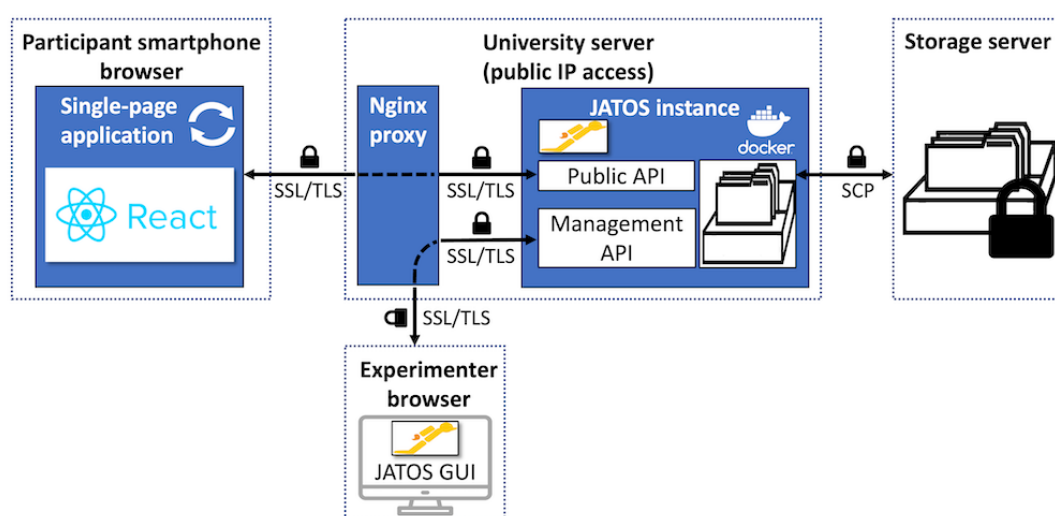 Participant smartphone
browser
Single-page
application
React
SSL/TLS
University server
(public IP access)
Nginx
proxy
SSL/TLS
SSL/TLS
SSL/TLS
JATOS instance
docker
Public API
Management
API
SCP
Storage server
Experimenter
browser
JATOS GUI